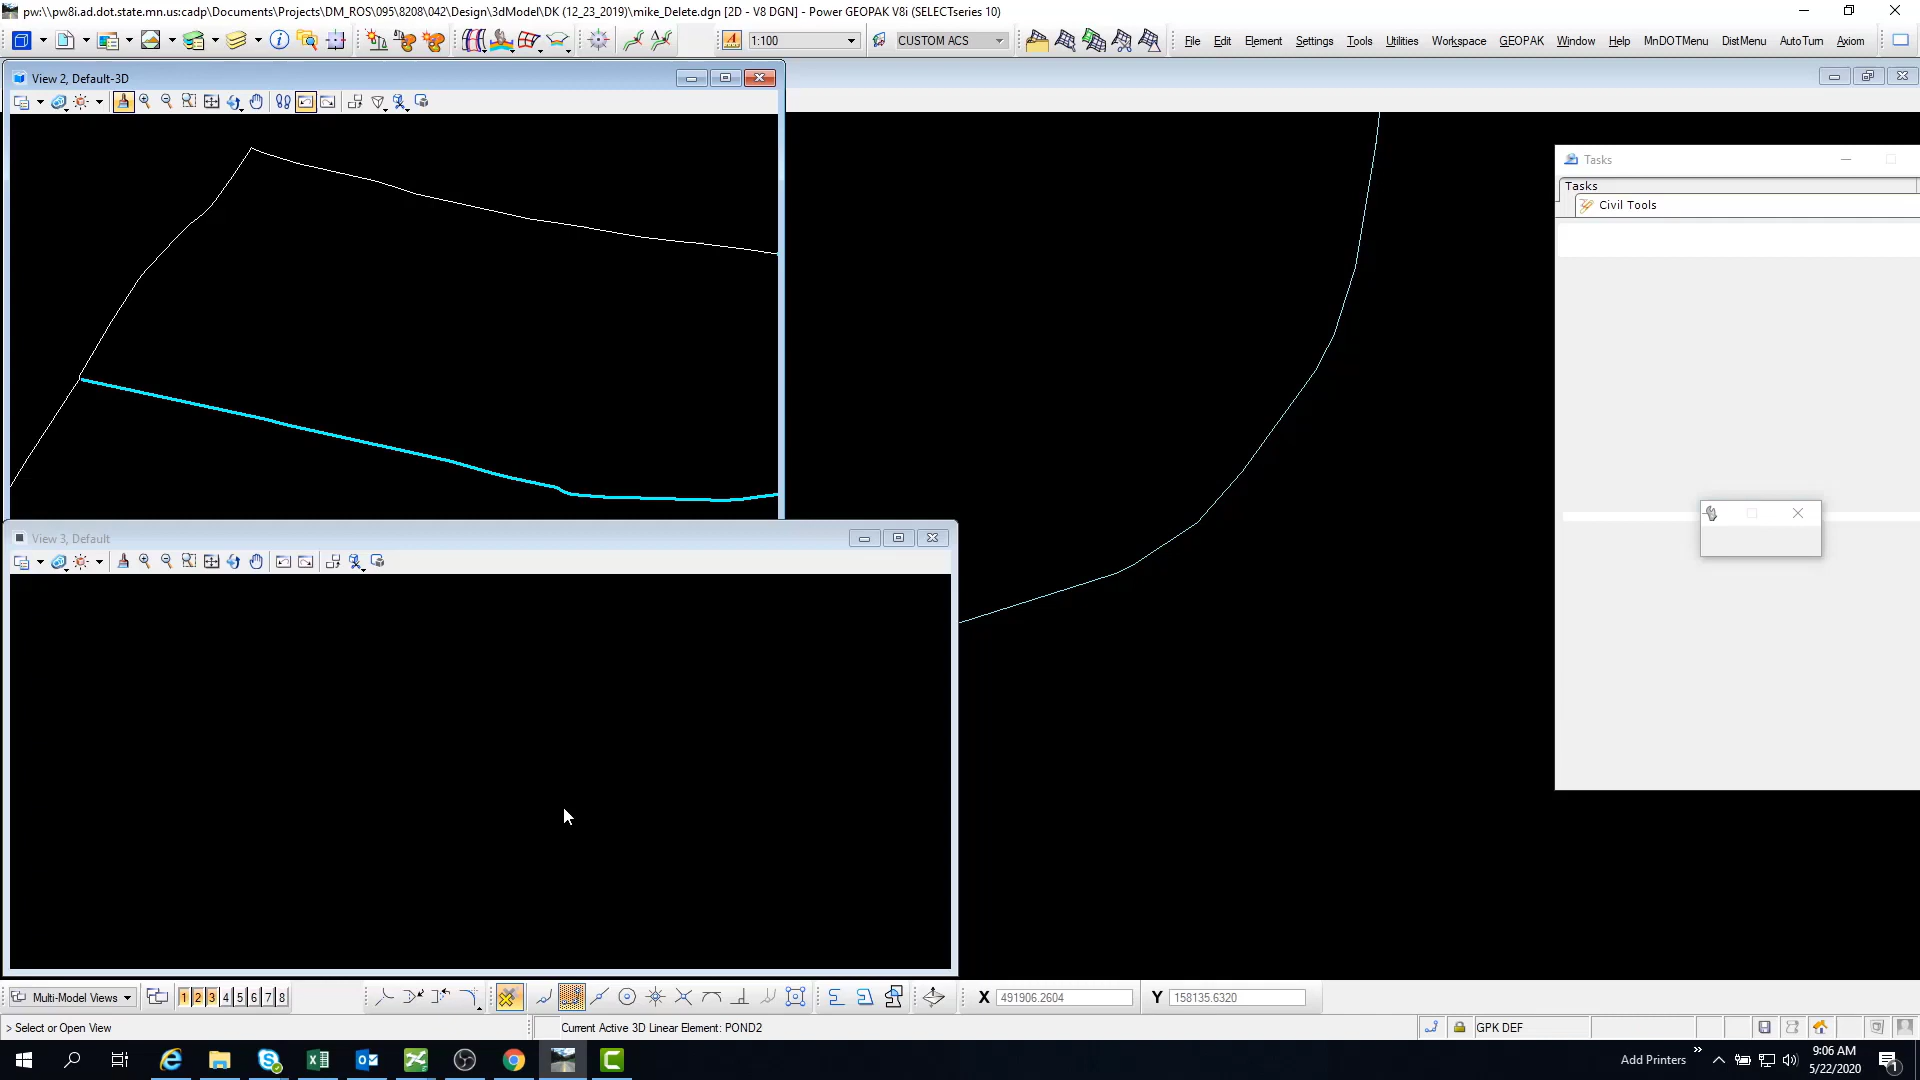 pw:\\pw8i.ad.dot.state.mn.us:cadp\Documents\Projects\DM_ROS\095\8208\042\Design\3dModel\DK (12_23_2019)\mike_Delete.dgn [2D - V8 DGN] - Power GEOPAK V8i (SELECTseries 10)
1:100 CUSTOM ACS File Edit Element Settings Tools Utilities Workspace GEOPAK Window Help MnDOTMenu DistMenu AutoTurn Axiom
View 2, Default-3D
Tasks
Tasks
Civil Tools
View 3, Default
Multi-Model Views 1 2 3 4 5 6 7 8 X 491906.2604 Y 158135.6320
> Select or Open View Current Active 3D Linear Element: POND2 GPK DEF
Add Printers » 9:06 AM
5/22/2020 1